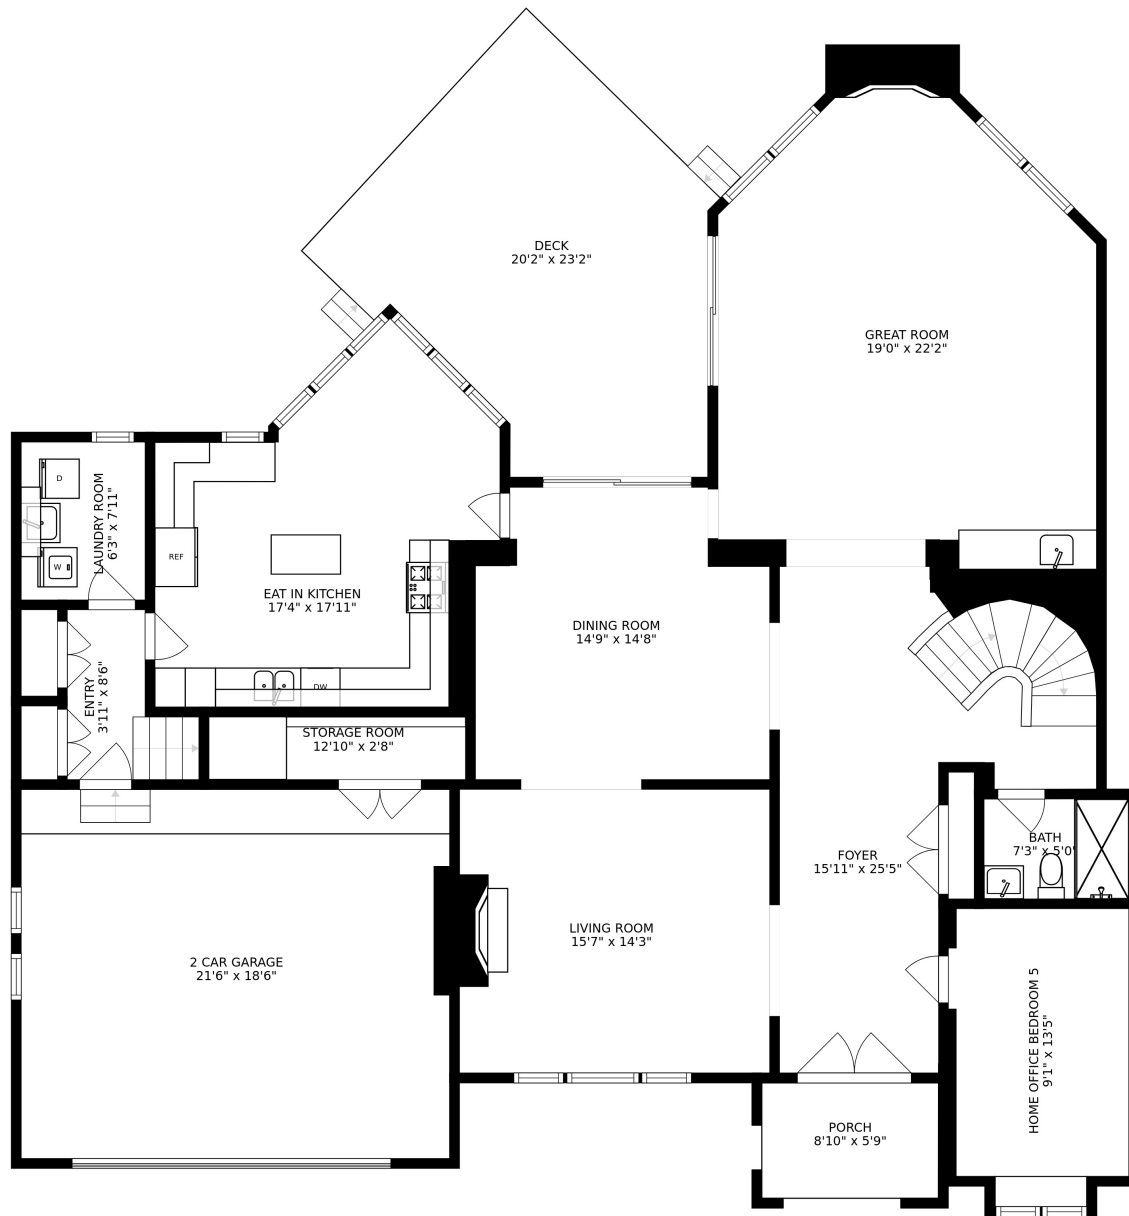 DECK
20'2" x 23'2"
GREAT ROOM
19'0" x 22'2"
D
LAUNDRY ROOM
6'3" x 7'11"
W
REF
EAT IN KITCHEN
17'4" x 17'11"
DW
DINING ROOM
14'9" x 14'8"
ENTRY
3'11" x 8'6"
STORAGE ROOM
12'10" x 2'8"
BATH
7'3" x 5'0"
FOYER
15'11" x 25'5"
LIVING ROOM
15'7" x 14'3"
2 CAR GARAGE
21'6" x 18'6"
HOME OFFICE BEDROOM 5
9'1" x 13'5"
PORCH
8'10" x 5'9"